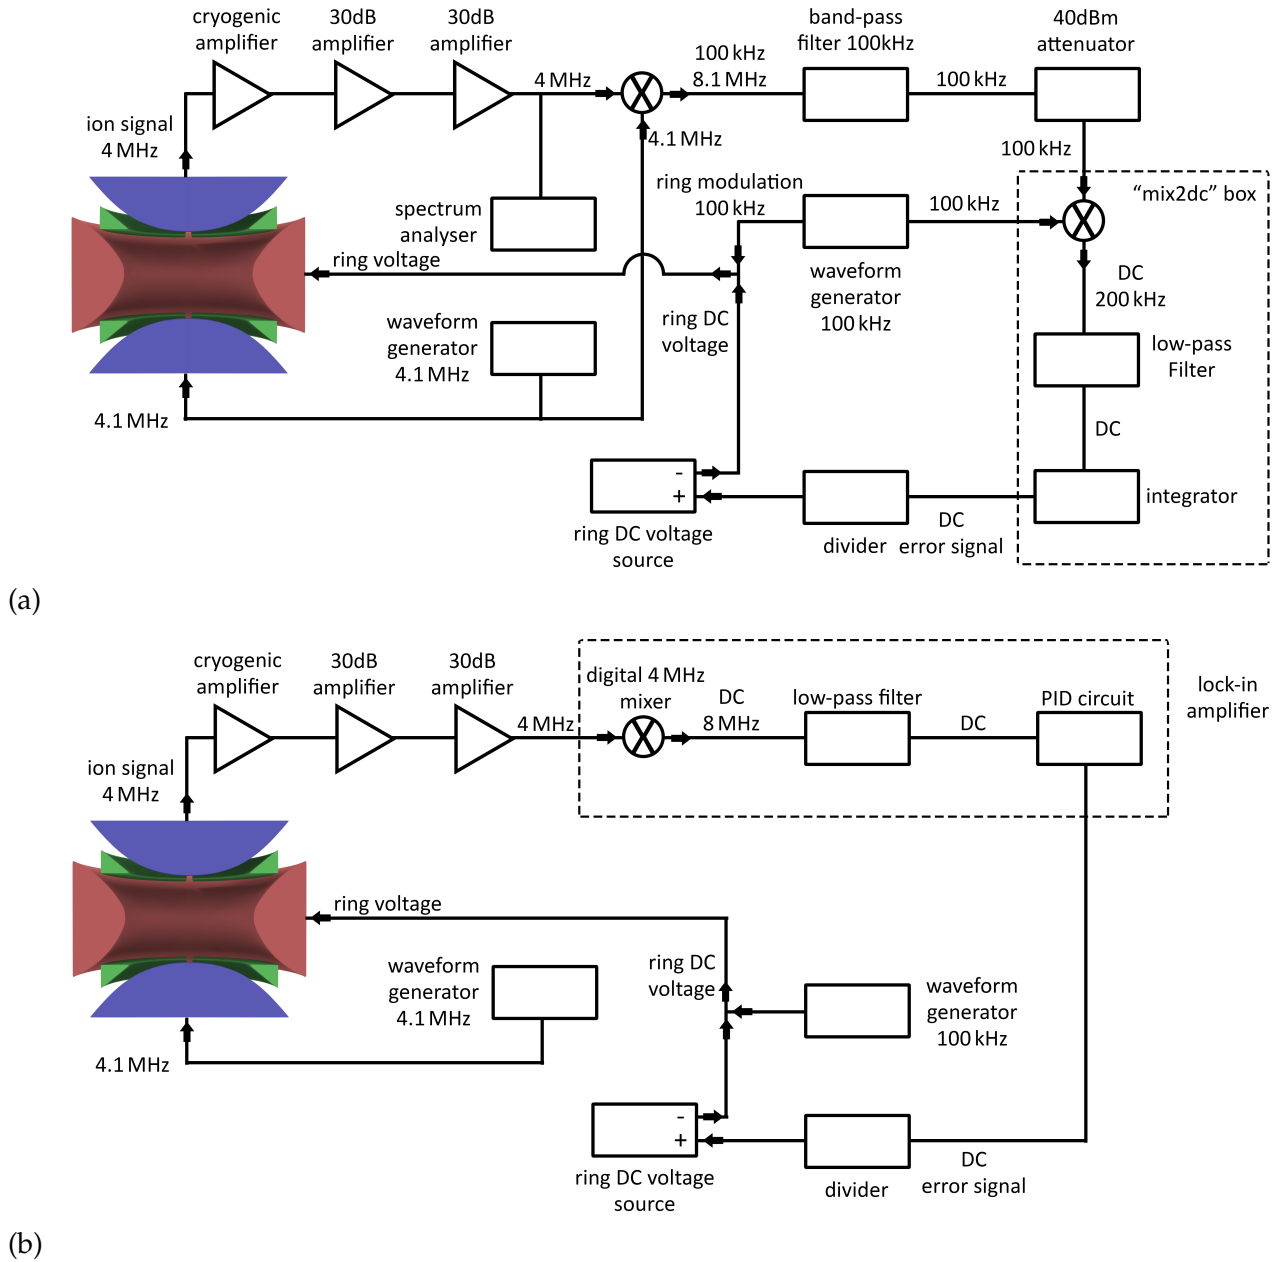 cryogenic
amplifier
30dB
amplifier
30dB
amplifier
band-pass
filter 100kHz
40dBm
attenuator
4 MHz
100 kHz
8.1 MHz
100 kHz
ion signal
4 MHz
4.1 MHz
100 kHz
ring modulation
100 kHz
100 kHz
“mix2dc” box
spectrum
analyser
ring voltage
waveform
generator
100 kHz
DC
200 kHz
waveform
generator
4.1 MHz
ring DC
voltage
low-pass
Filter
4.1 MHz
DC
-
+
integrator
ring DC voltage
source
divider
DC
error signal
(a)
cryogenic
amplifier
30dB
amplifier
30dB
amplifier
digital 4 MHz
mixer
4 MHz
DC
8 MHz
low-pass filter
DC
PID circuit
lock-in
amplifier
ion signal
4 MHz
ring voltage
waveform
generator
4.1 MHz
ring DC
voltage
waveform
generator
100 kHz
4.1 MHz
-
+
ring DC voltage
source
divider
DC
error signal
(b)